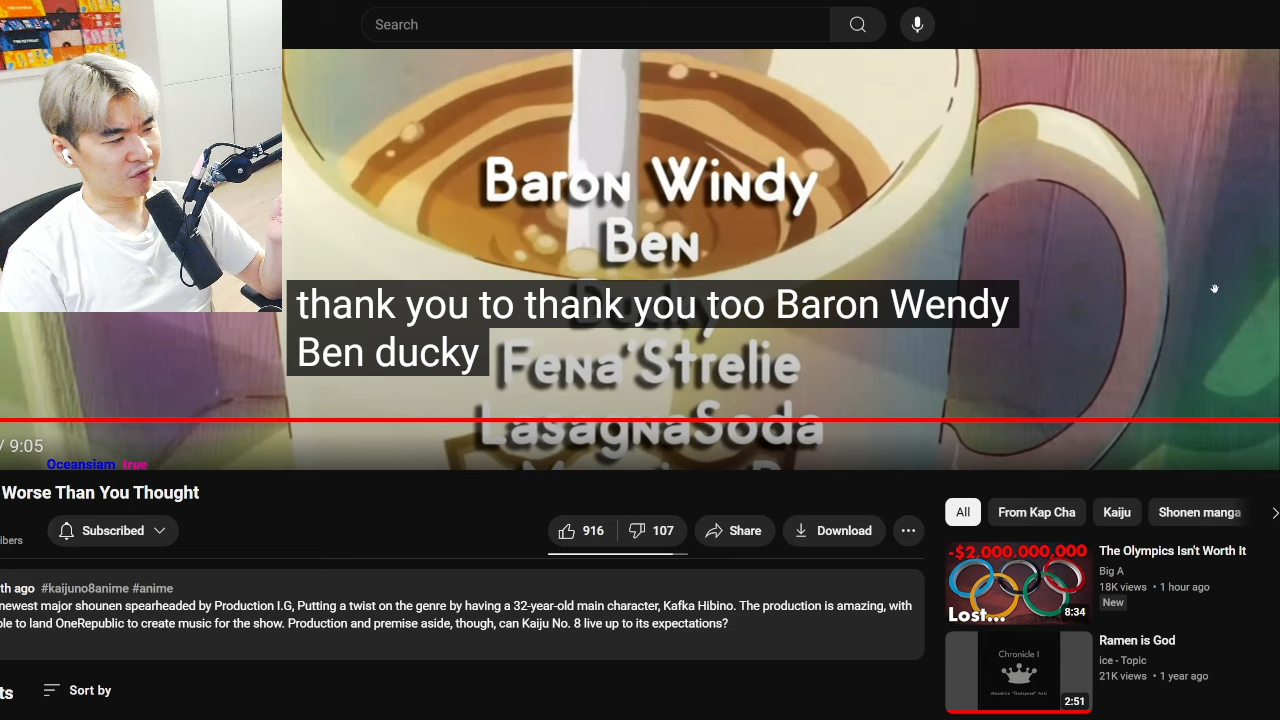 Search
Baron Windy
Ben
thank you to thank you too Baron Wendy
Ben ducky
Ducky
Fena'Strelie
LasagnaSoda
/ 9:05
Oceansiam true
Worse Than You Thought
ibers
Subscribed
916
107
Share
Download
th ago #kaijuno8anime #anime
newest major shounen spearheaded by Production I.G, Putting a twist on the genre by having a 32-year-old main character, Kafka Hibino. The production is amazing, with
ole to land OneRepublic to create music for the show. Production and premise aside, though, can Kaiju No. 8 live up to its expectations?
ts
Sort by
All
From Kap Cha
Kaiju
Shonen manga
-$2,000,000,000
Lost...
8:34
The Olympics Isn't Worth It
Big A
18K views • 1 hour ago
New
Chronicle I
2:51
Ramen is God
ice - Topic
21K views • 1 year ago